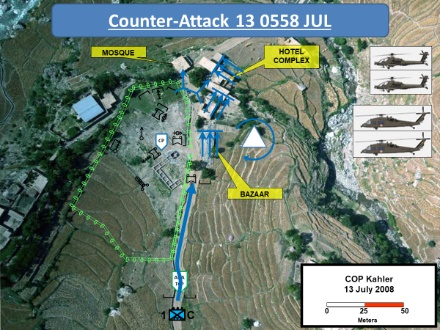 Counter-Attack 13 0558 JUL
MOSQUE
HOTEL
COMPLEX
CP
BAZAAR
1 C
COP Kahler
13 July 2008
0 25 50
Meters